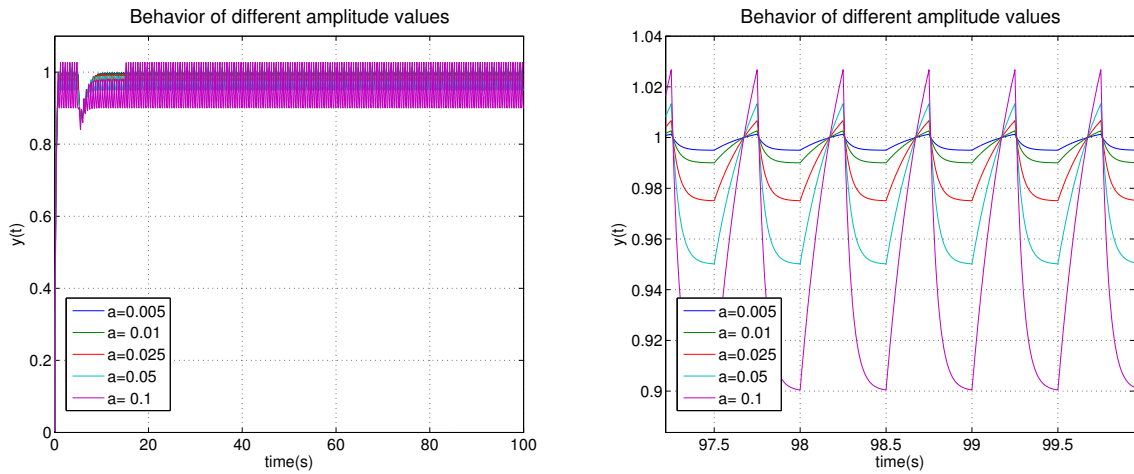 Behavior of different amplitude values
y(t)
1
0.8
0.6
0.4
0.2
0
0
20
40
60
80
100
time(s)
a=0.005
a= 0.01
a=0.025
a=0.05
a= 0.1
Behavior of different amplitude values
y(t)
1.04
1.02
1
0.98
0.96
0.94
0.92
0.9
97.5
98
98.5
99
99.5
time(s)
a=0.005
a= 0.01
a=0.025
a=0.05
a= 0.1